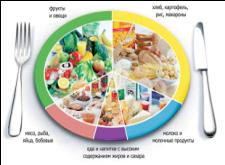 фрукты
и овощи
хлеб, картофель,
рис, макароны
мясо, рыба,
яйца, бобовые
молоко и
молочные продукты
еда и напитки с высоким
содержанием жиров и сахара